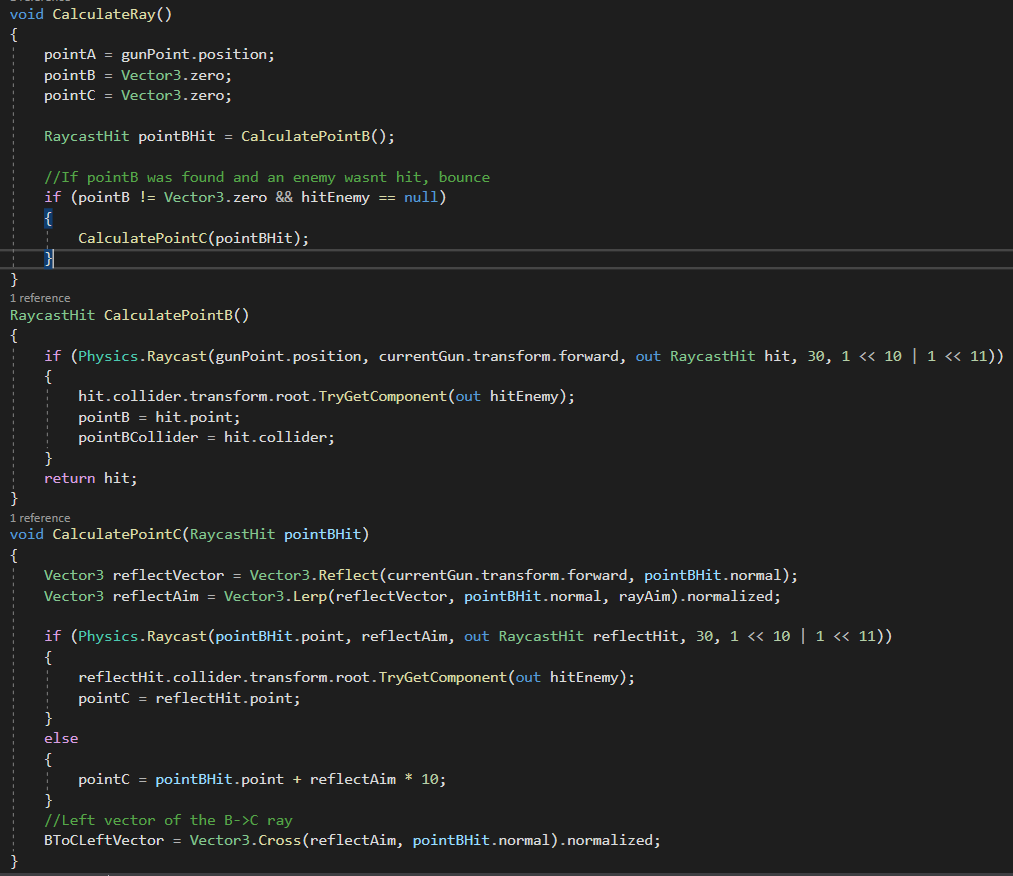 void CalculateRay()
{
pointA = gunPoint.position;
pointB = Vector3.zero;
pointC = Vector3.zero;
RaycastHit pointBHit = CalculatePointB();
//If pointB was found and an enemy wasnt hit, bounce
if (pointB != Vector3.zero && hitEnemy == null)
{
CalculatePointC(pointBHit);
}
}
1 reference
RaycastHit CalculatePointB()
{
if (Physics.Raycast(gunPoint.position, currentGun.transform.forward, out RaycastHit hit, 30, 1 << 10 | 1 << 11))
{
hit.collider.transform.root.TryGetComponent(out hitEnemy);
pointB = hit.point;
pointBCollider = hit.collider;
}
return hit;
}
1 reference
void CalculatePointC(RaycastHit pointBHit)
{
Vector3 reflectVector = Vector3.Reflect(currentGun.transform.forward, pointBHit.normal);
Vector3 reflectAim = Vector3.Lerp(reflectVector, pointBHit.normal, rayAim).normalized;
if (Physics.Raycast(pointBHit.point, reflectAim, out RaycastHit reflectHit, 30, 1 << 10 | 1 << 11))
{
reflectHit.collider.transform.root.TryGetComponent(out hitEnemy);
pointC = reflectHit.point;
}
else
{
pointC = pointBHit.point + reflectAim * 10;
}
//Left vector of the B->C ray
BToCLeftVector = Vector3.Cross(reflectAim, pointBHit.normal).normalized;
}